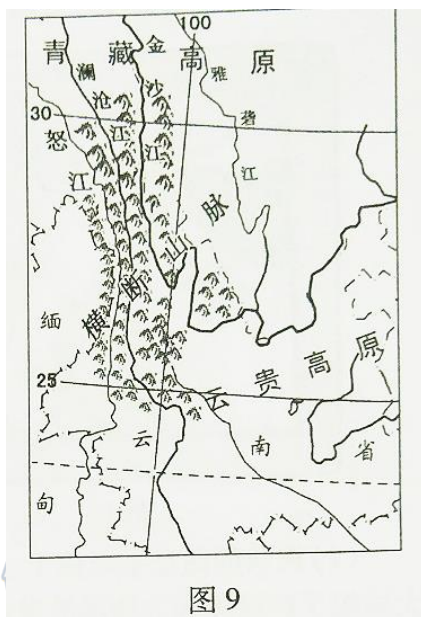 100
青藏高原
澜沧江
金沙江
雅砻江
30
怒江
横断山脉
缅甸
25
云贵高原
云南省
图9